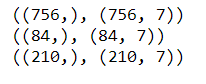 ((756,), (756, 7))
((84,), (84, 7))
((210,), (210, 7))